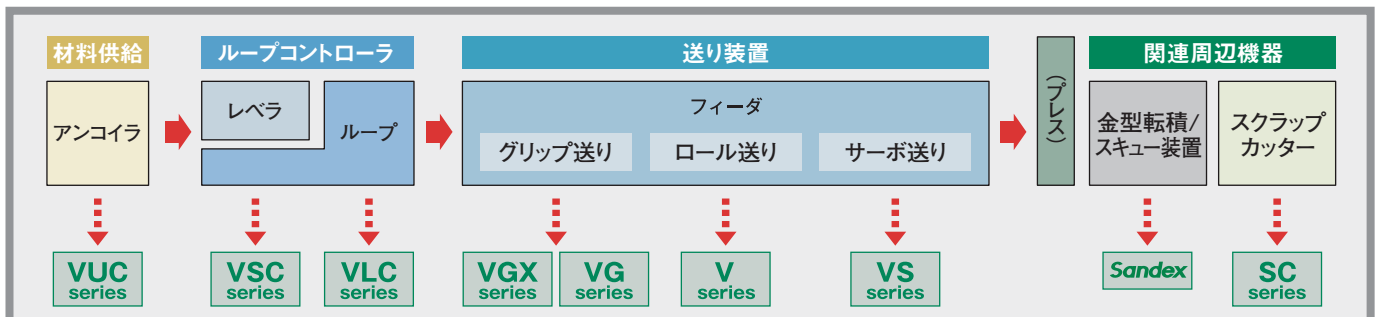 材料供給
ループコントローラ
送り装置
関連周辺機器
アンコイラ
レベラ
ループ
フィーダ
グリップ送り
ロール送り
サーボ送り
(プレス)
金型転積/
スキュー装置
スクラップ
カッター
VUC
series
VSC
series
VLC
series
VGX
series
VG
series
V
series
VS
series
Sandex
SC
series